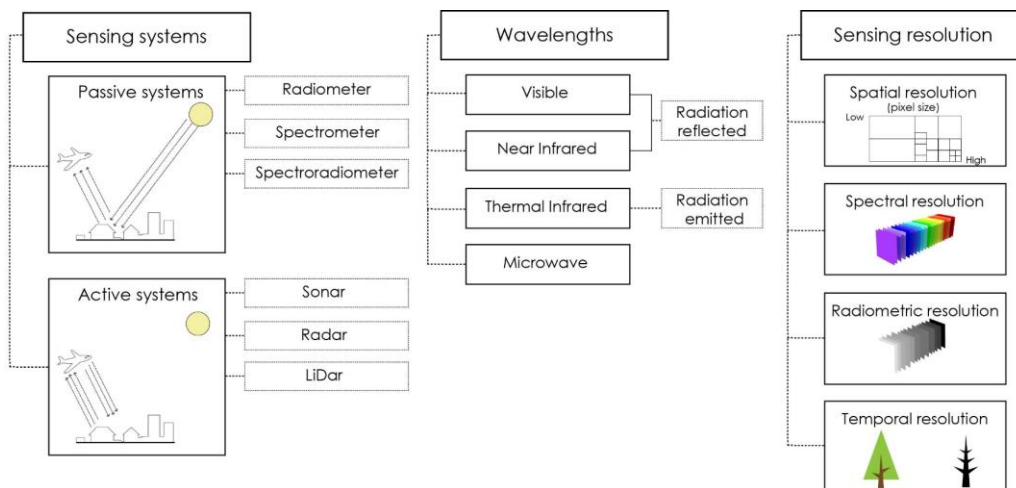 Sensing systems
Passive systems
Radiometer
Spectrometer
Spectroradiometer
Active systems
Sonar
Radar
LiDar
Wavelengths
Visible
Near Infrared
Radiation
reflected
Thermal Infrared
Radiation
emitted
Microwave
Sensing resolution
Spatial resolution
(pixel size)
Low
High
Spectral resolution
Radiometric resolution
Temporal resolution